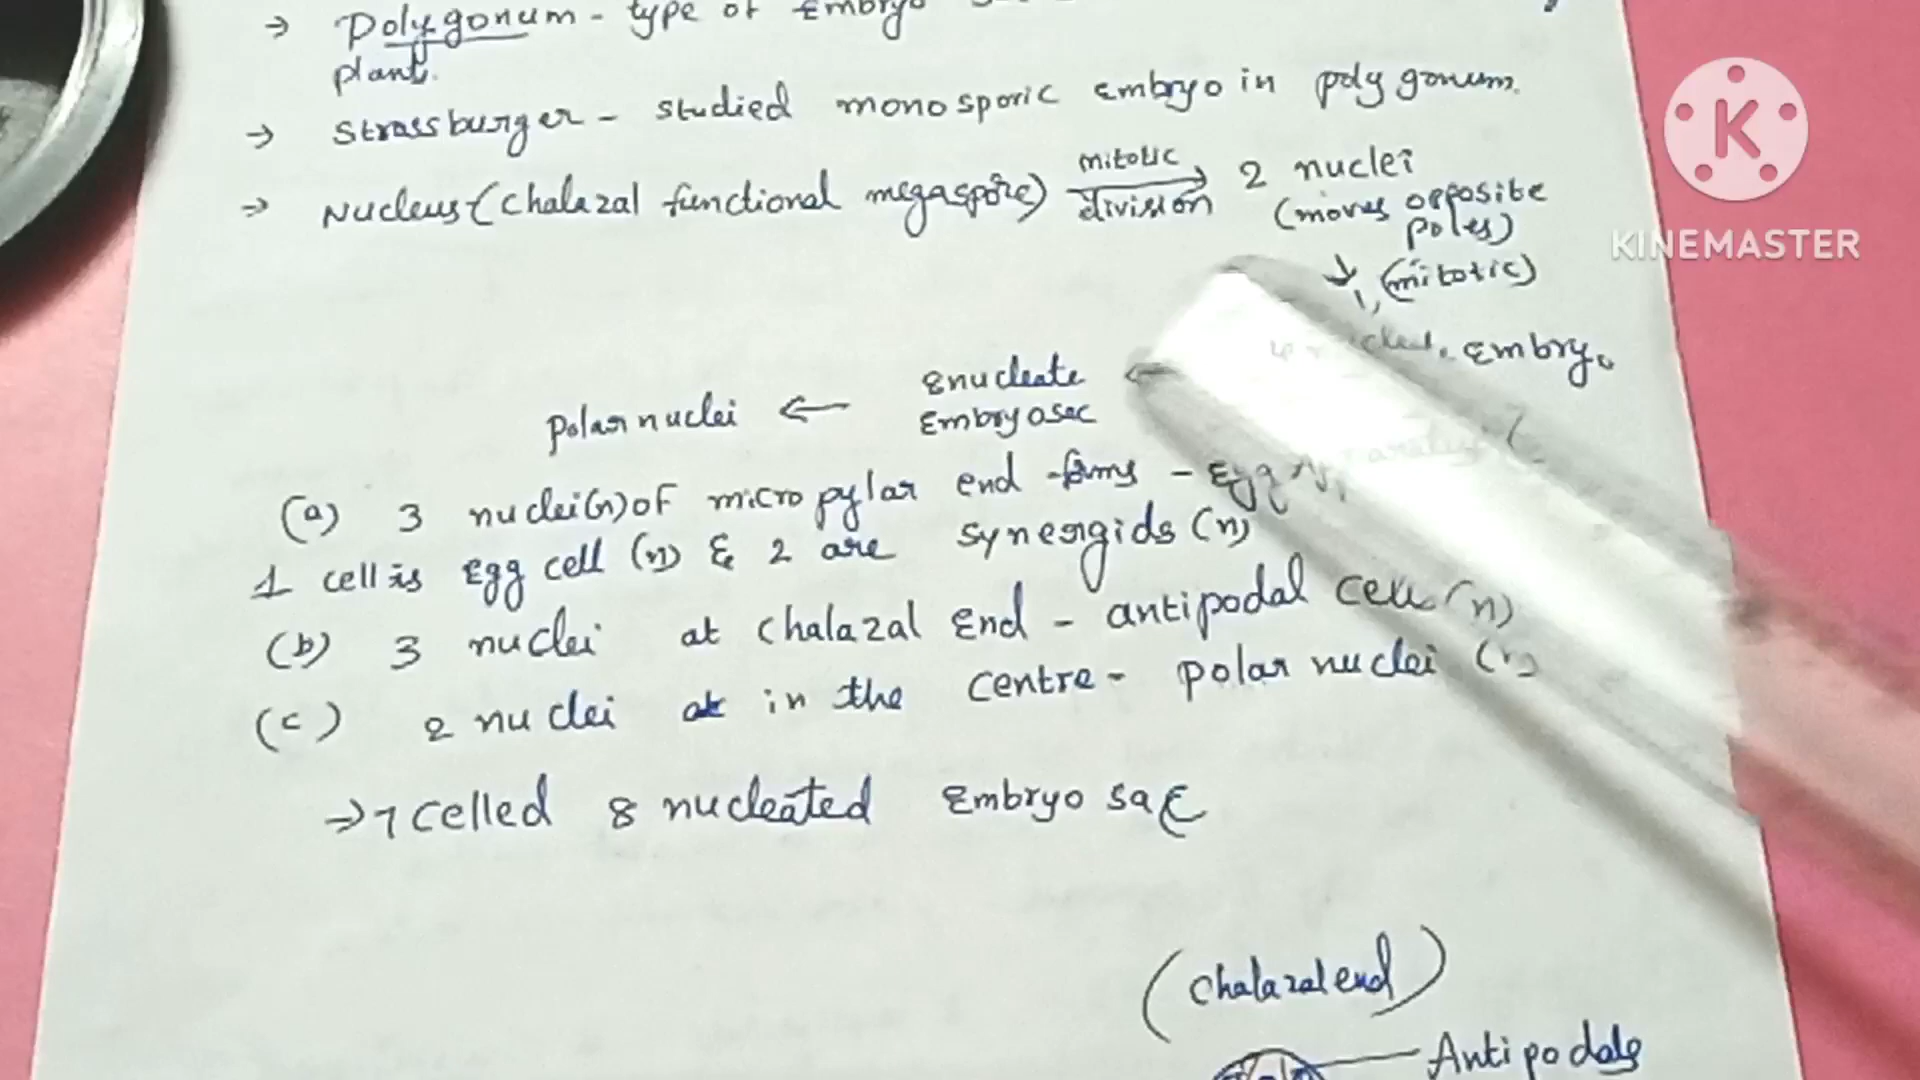 → Polygonum - type of Embryo
plant.
→ Strassburger - studied monosporic Embryo in polygonum.
→ Nucleus (chalazal functional megaspore) mitotic division → 2 nuclei
(moves opposite
poles)
↓ (mitotic)
Embryo
polar nuclei ← 8nucleate ←
Embryosac
(a) 3 nuclei(n) of micropylar end forms - Egg
1 cell is Egg cell (n) & 2 are synergids (n)
(b) 3 nuclei at chalazal End - antipodal cells (n)
(c) 2 nuclei at in the centre - polar nuclei
→ 7 celled 8 nucleated Embryo sac
(chalazal end)
Antipodals
K
KINEMASTER